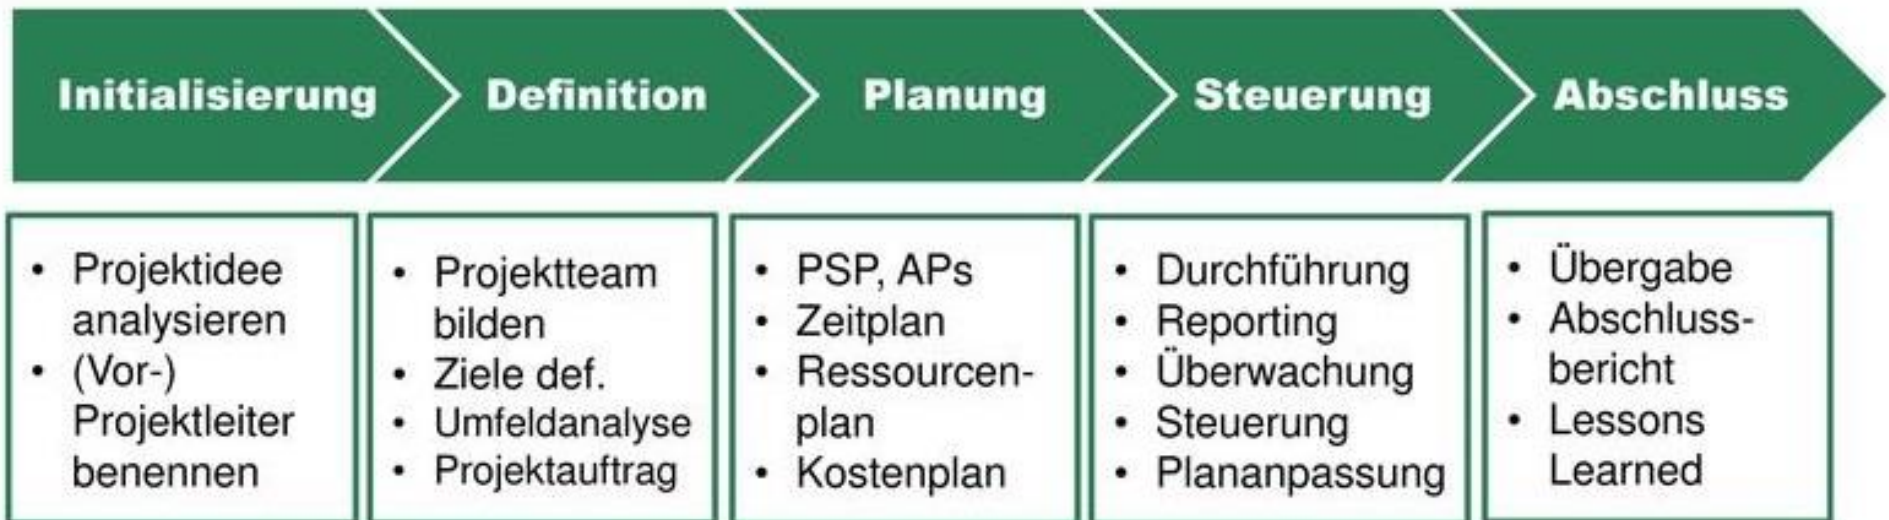 Initialisierung
Definition
Planung
Steuerung
Abschluss
• Projektidee
analysieren
• (Vor-)
Projektleiter
benennen
• Projektteam
bilden
• Ziele def.
• Umfeldanalyse
• Projektauftrag
• PSP, APs
• Zeitplan
• Ressourcen-
plan
• Kostenplan
• Durchführung
• Reporting
• Überwachung
• Steuerung
• Plananpassung
• Übergabe
• Abschluss-
bericht
• Lessons
Learned